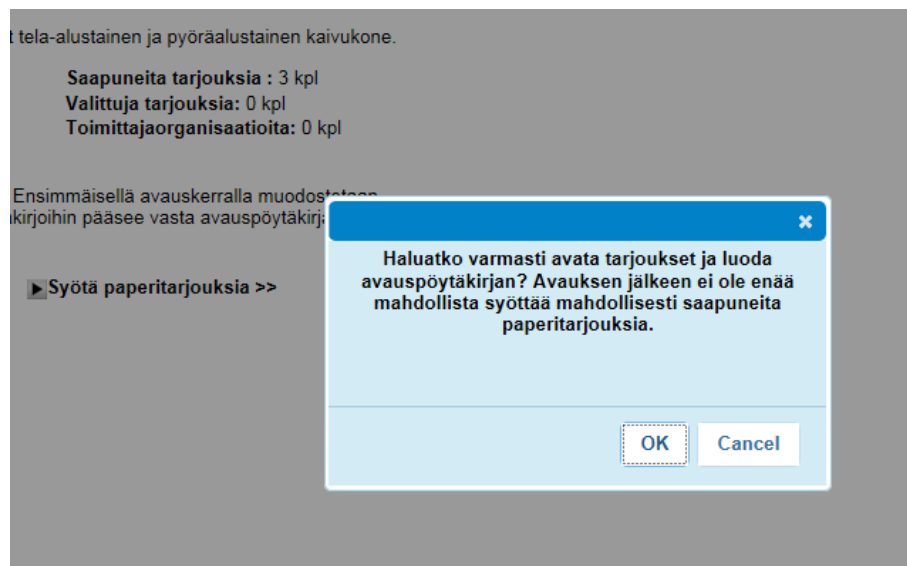 tela-alustainen ja pyöräalustainen kaivukone.
Saapuneita tarjouksia : 3 kpl
Valittuja tarjouksia: 0 kpl
Toimittajaorganisaatioita: 0 kpl
Ensimmäisellä avauskerralla muodostetaan
pääsee vasta
Haluatko varmasti avata tarjoukset ja luoda
avauspöytäkirjan? Avauksen jälkeen ei ole enää
mahdollista syöttää mahdollisesti saapuneita
paperitarjouksia.
Syötä paperitarjouksia >>
OK
Cancel